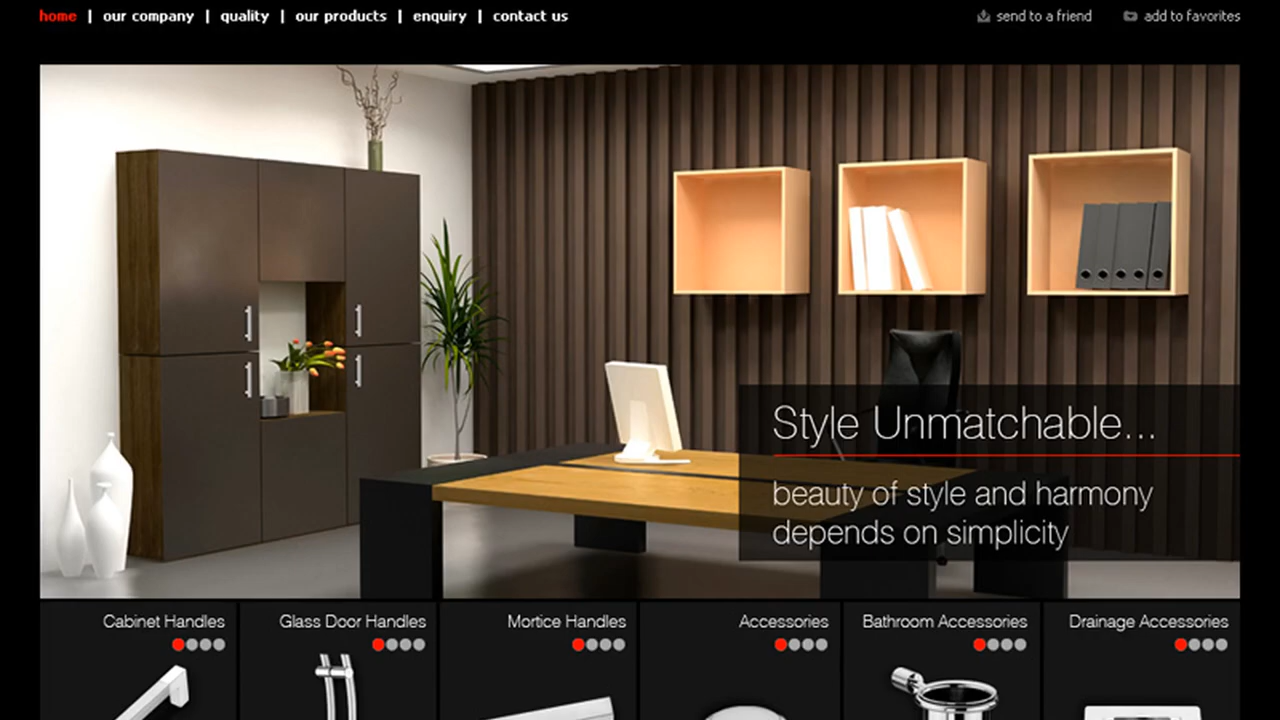 home | our company | quality | our products | enquiry | contact us
send to a friend
add to favorites
Style Unmatchable...
beauty of style and harmony
depends on simplicity
Cabinet Handles
Glass Door Handles
Mortice Handles
Accessories
Bathroom Accessories
Drainage Accessories